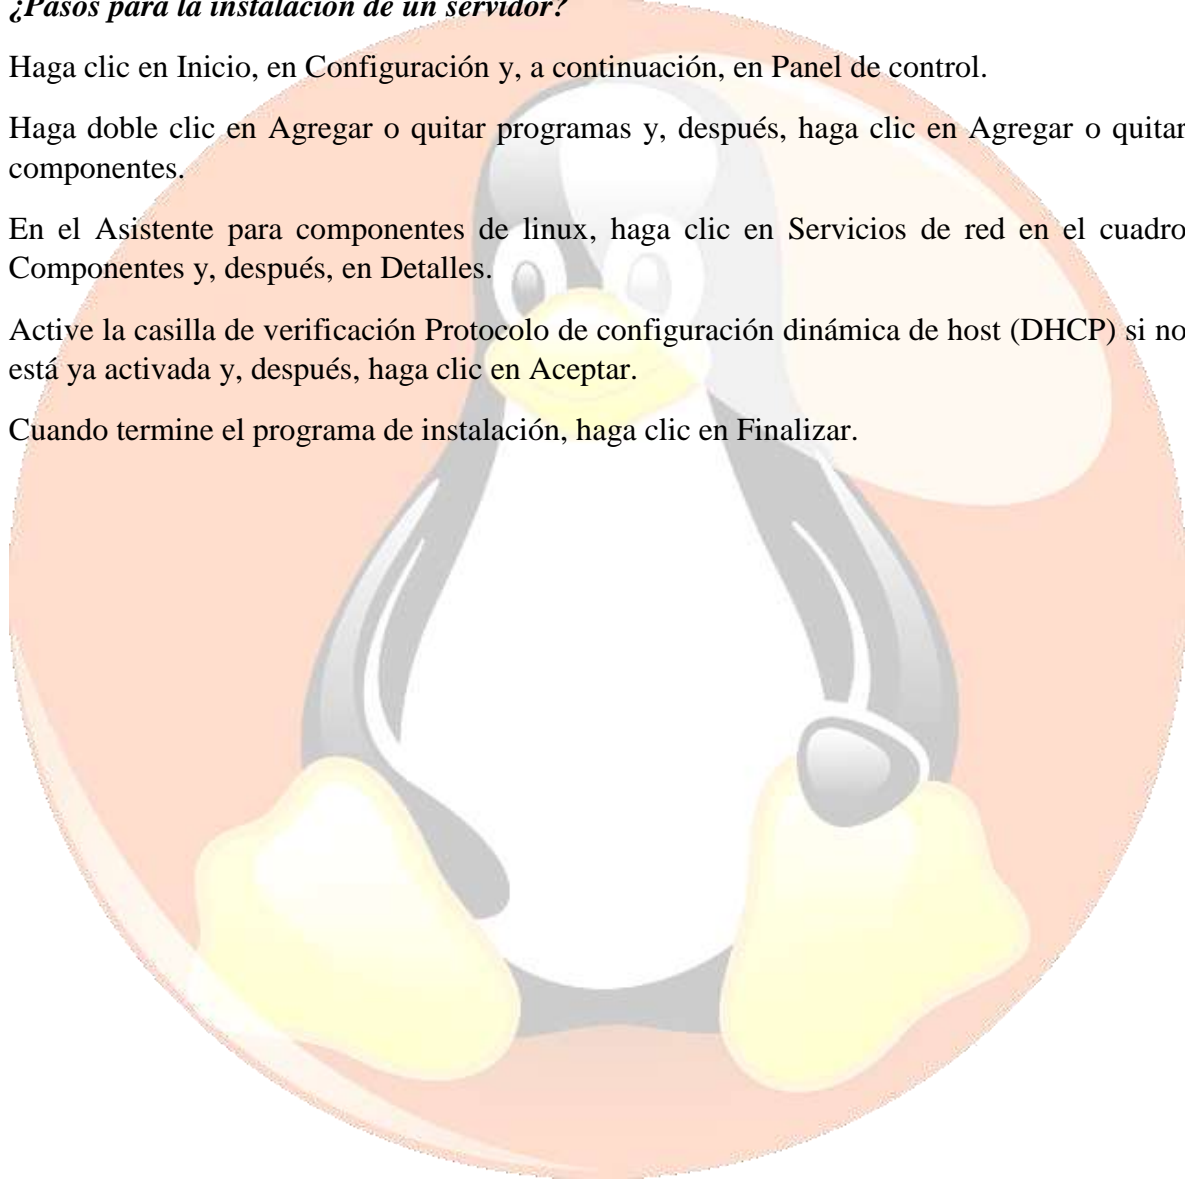 ¿Pasos para la instalación de un servidor?
Haga clic en Inicio, en Configuración y, a continuación, en Panel de control.
Haga doble clic en Agregar o quitar programas y, después, haga clic en Agregar o quitar
componentes.
En el Asistente para componentes de linux, haga clic en Servicios de red en el cuadro
Componentes y, después, en Detalles.
Active la casilla de verificación Protocolo de configuración dinámica de host (DHCP) si no
está ya activada y, después, haga clic en Aceptar.
Cuando termine el programa de instalación, haga clic en Finalizar.